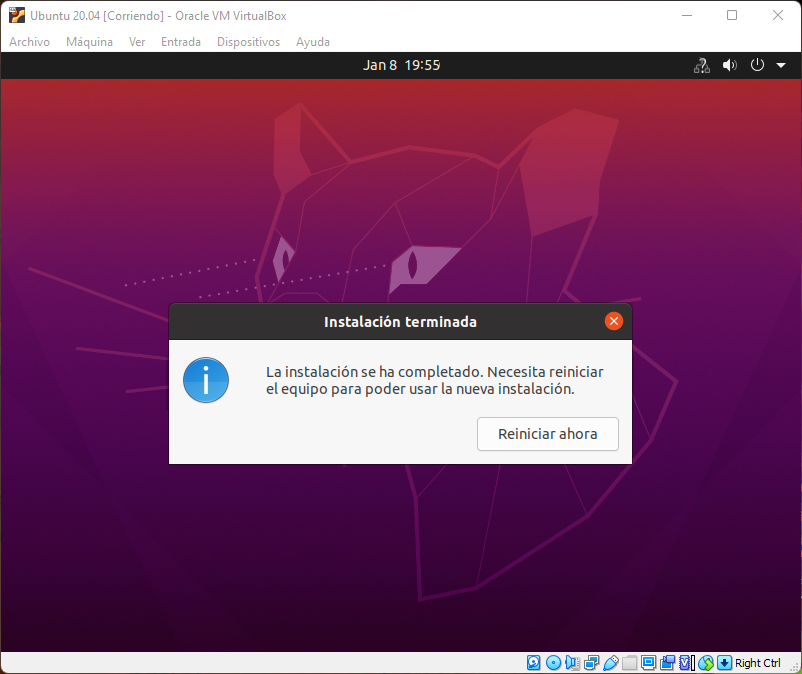 Ubuntu 20.04 [Corriendo] - Oracle VM VirtualBox
Archivo Máquina Ver Entrada Dispositivos Ayuda
Jan 8 19:55
Instalación terminada
La instalación se ha completado. Necesita reiniciar
el equipo para poder usar la nueva instalación.
Reiniciar ahora
Right Ctrl